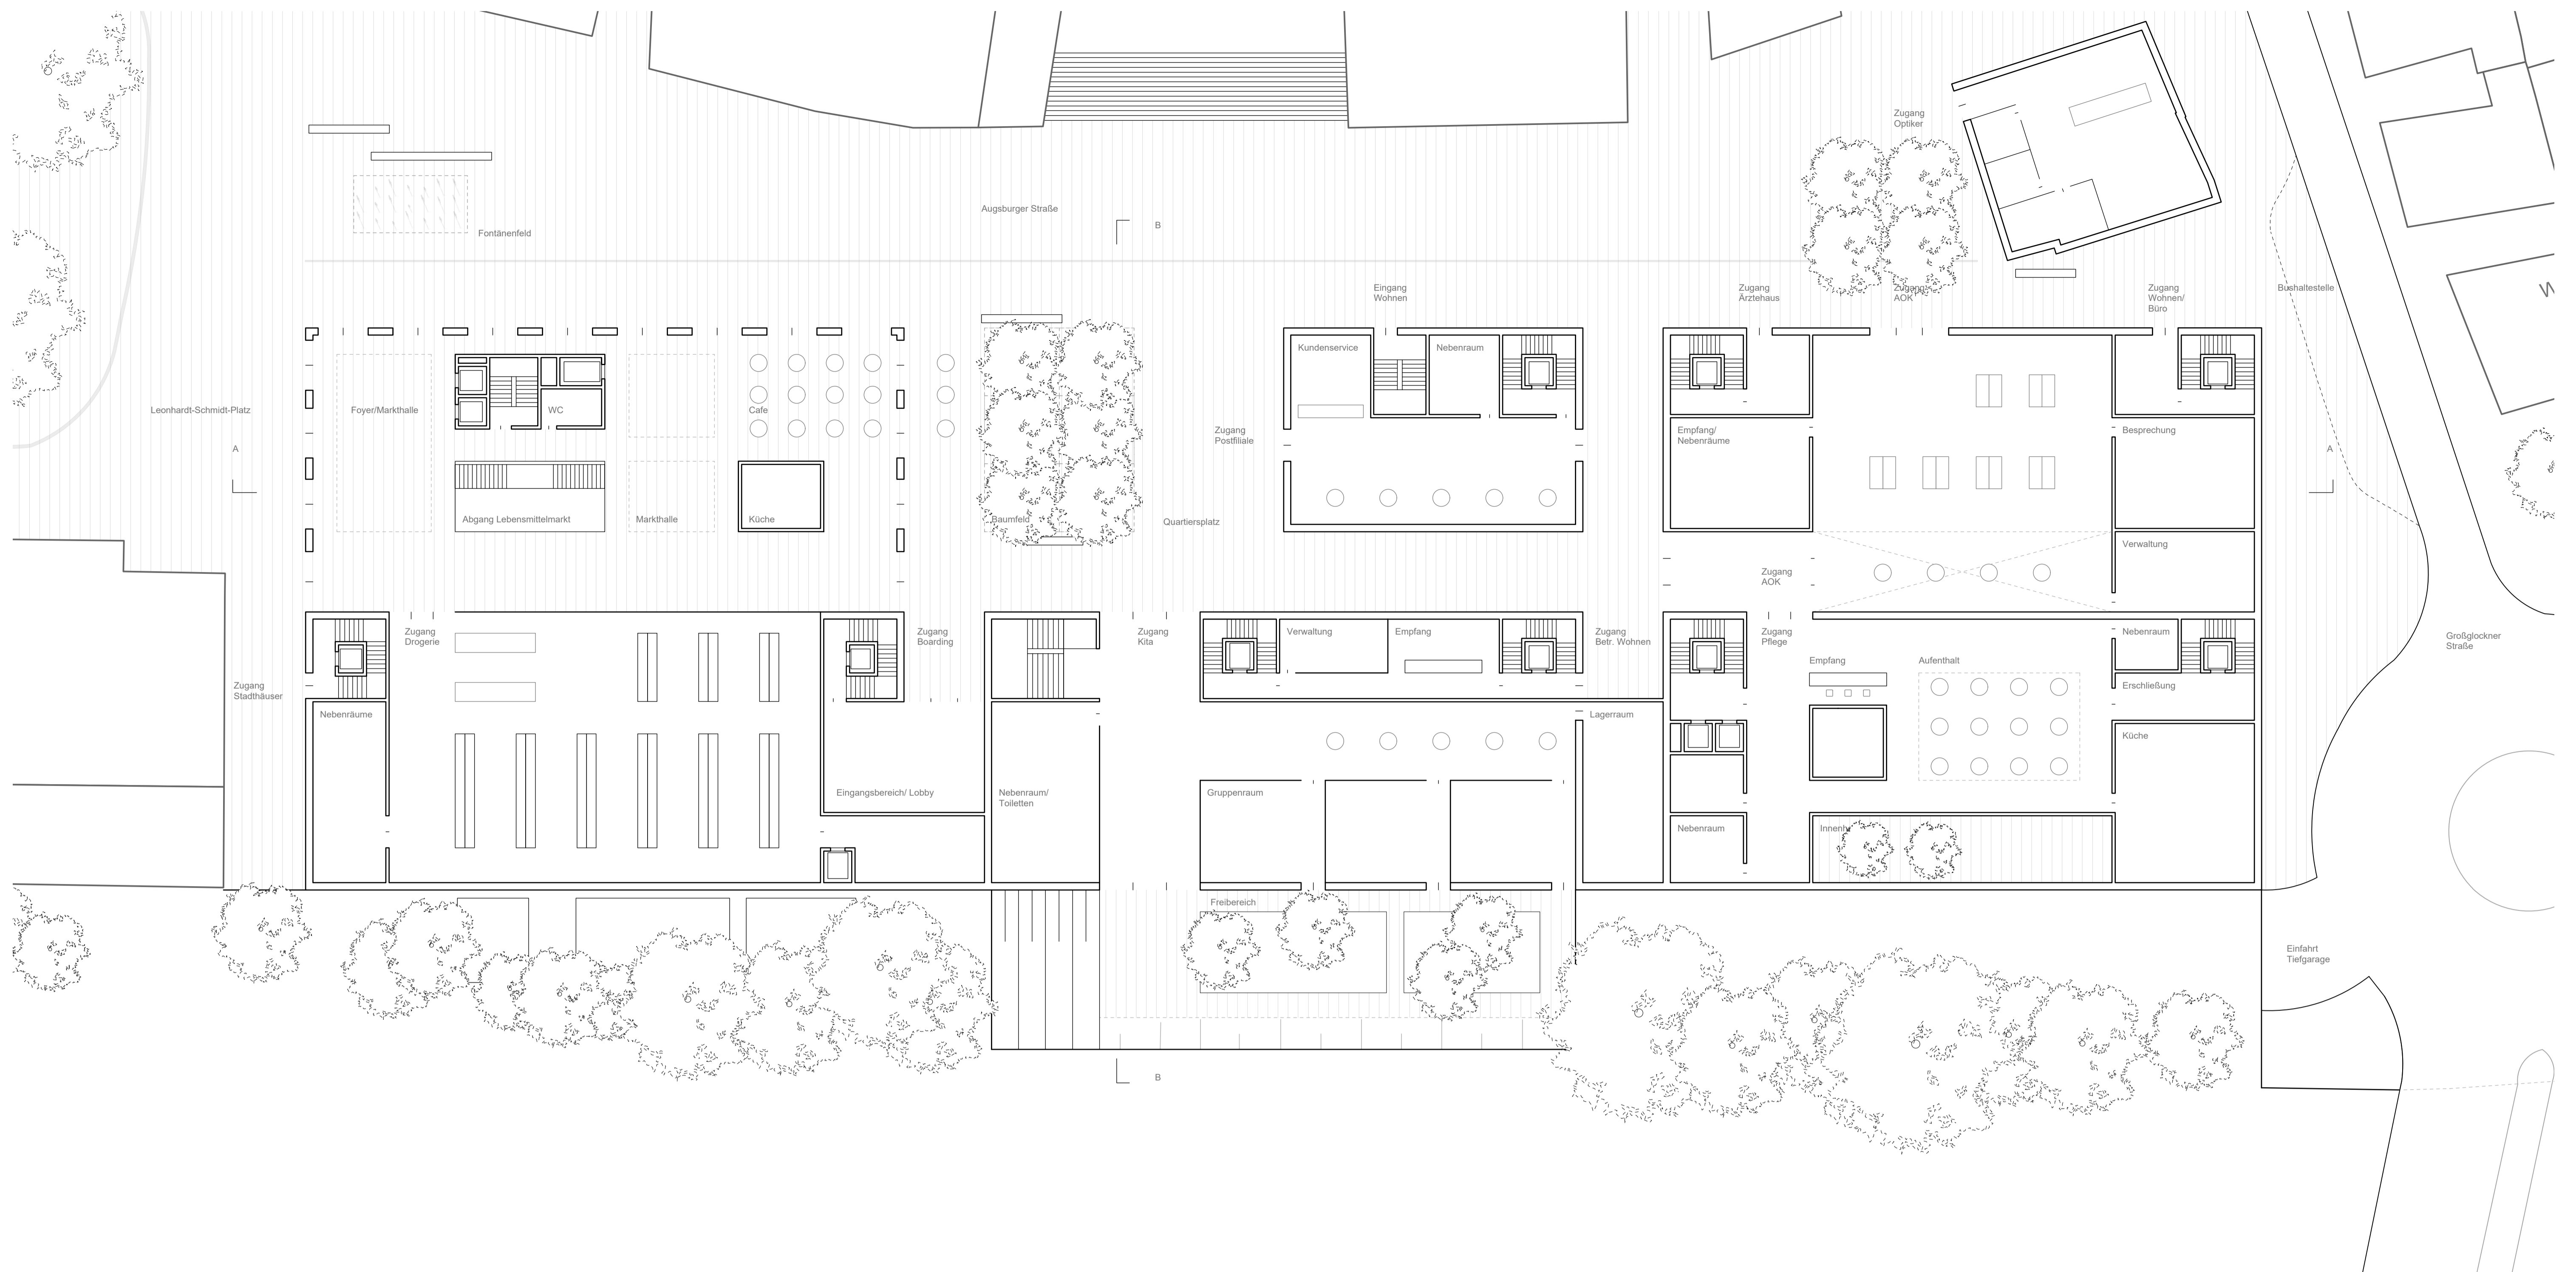 Zugang
Optiker
Augsburger Straße
B
Fontänenfeld
Eingang
Wohnen
Zugang
Ärztehaus
Zugang
AOK
Zugang
Wohnen/
Büro
Bushaltestelle
W
Kundenservice
Nebenraum
Leonhardt-Schmidt-Platz
Foyer/Markthalle
WC
Cafe
Zugang
Postfiliale
Empfang/
Nebenräume
Besprechung
A
A
Abgang Lebensmittelmarkt
Markthalle
Küche
Baumfeld
Quartiersplatz
Verwaltung
Zugang
AOK
Zugang
Drogerie
Zugang
Boarding
Zugang
Kita
Verwaltung
Empfang
Zugang
Betr. Wohnen
Zugang
Pflege
Nebenraum
Großglockner
Straße
Empfang
Aufenthalt
Zugang
Stadthäuser
Erschließung
Nebenräume
Lagerraum
Küche
Eingangsbereich/ Lobby
Nebenraum/
Toiletten
Gruppenraum
Nebenraum
Freibereich
Einfahrt
Tiefgarage
B